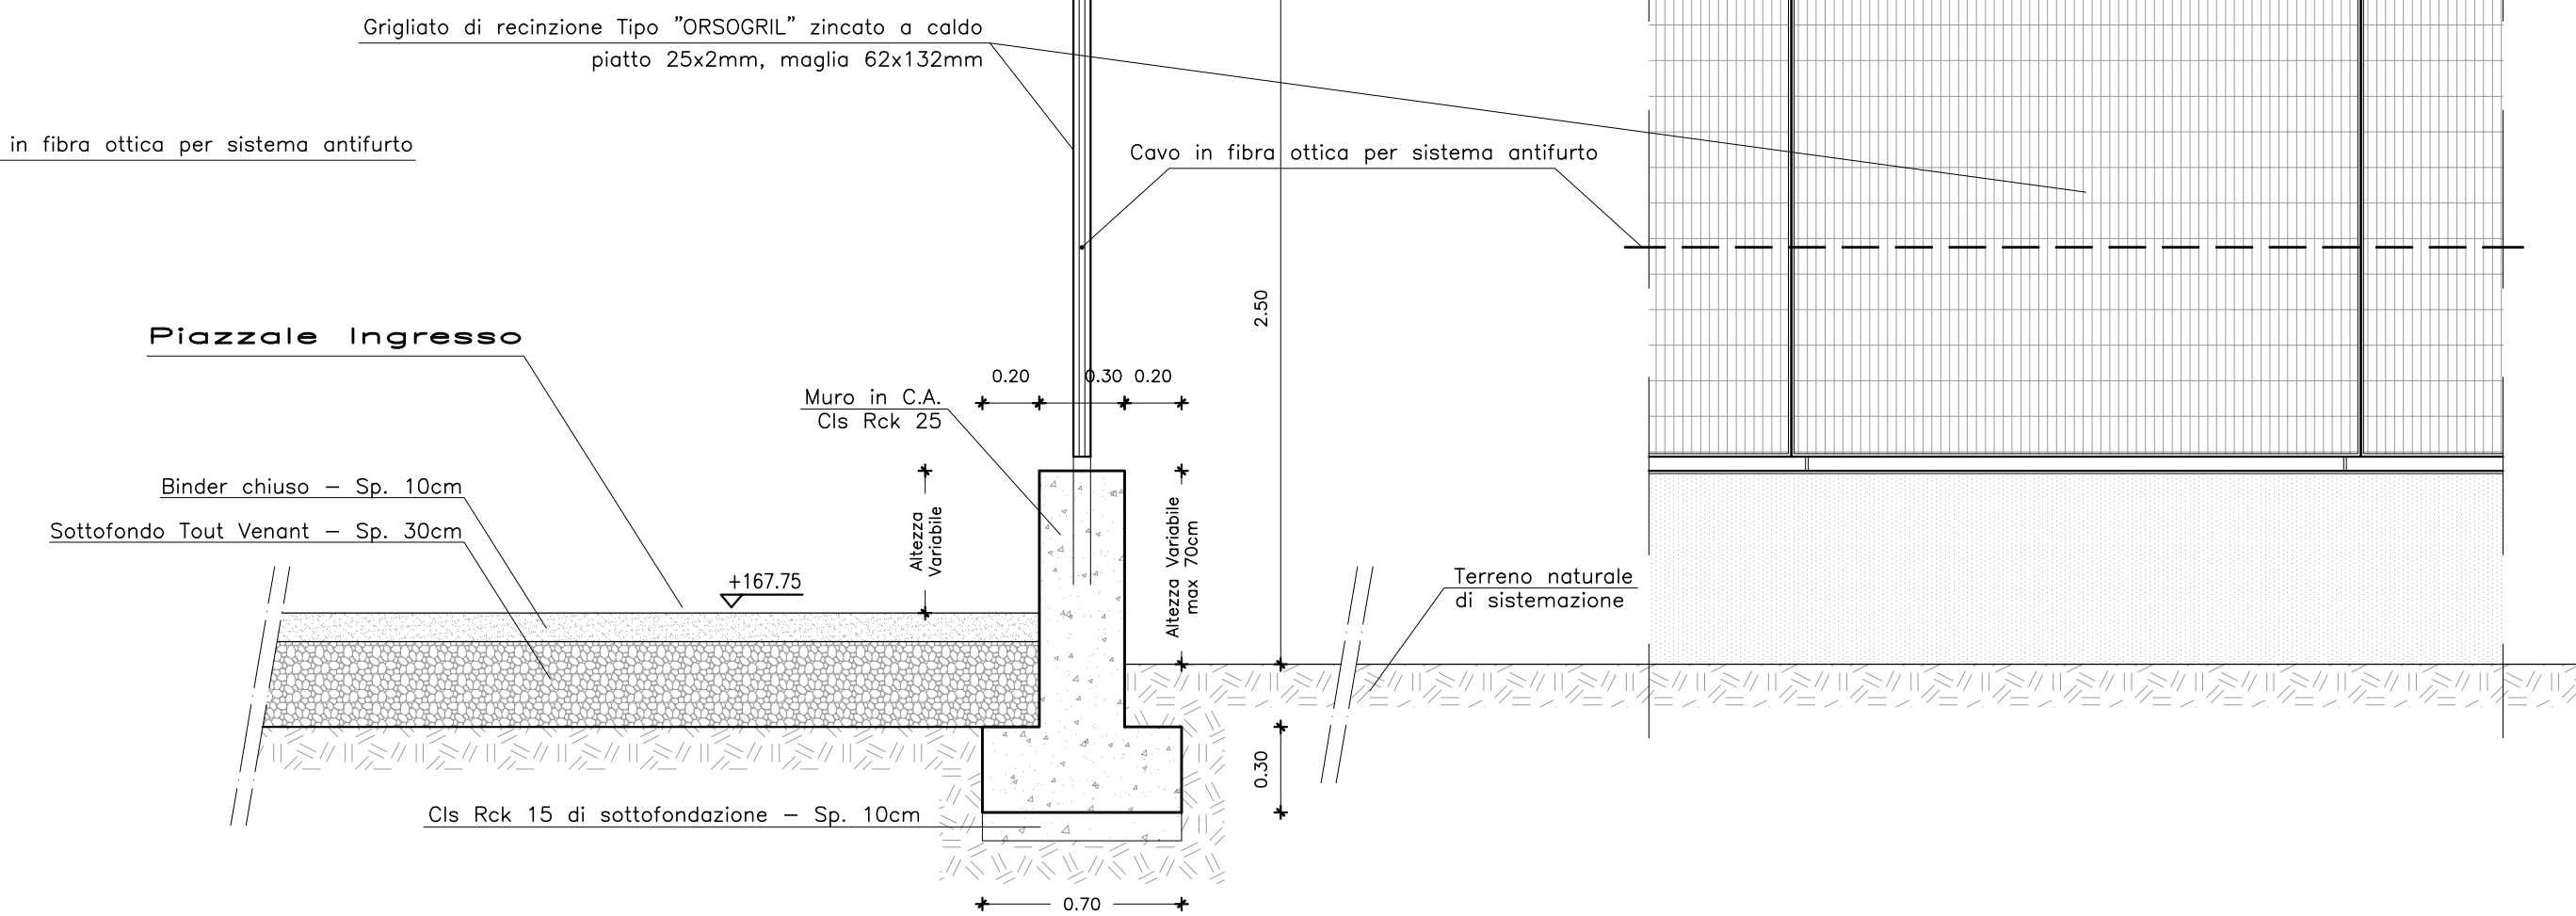 Grigliato di recinzione Tipo "ORSOGRIL" zincato a caldo
piatto 25x2mm, maglia 62x132mm
in fibra ottica per sistema antifurto
Cavo in fibra ottica per sistema antifurto
2.50
Piazzale Ingresso
0.20
0.30
0.20
Muro in C.A.
Cls Rck 25
Binder chiuso – Sp. 10cm
Sottofondo Tout Venant – Sp. 30cm
Altezza
Variabile
Altezza Variabile
max 70cm
+167.75
Terreno naturale
di sistemazione
0.30
Cls Rck 15 di sottofondazione – Sp. 10cm
0.70